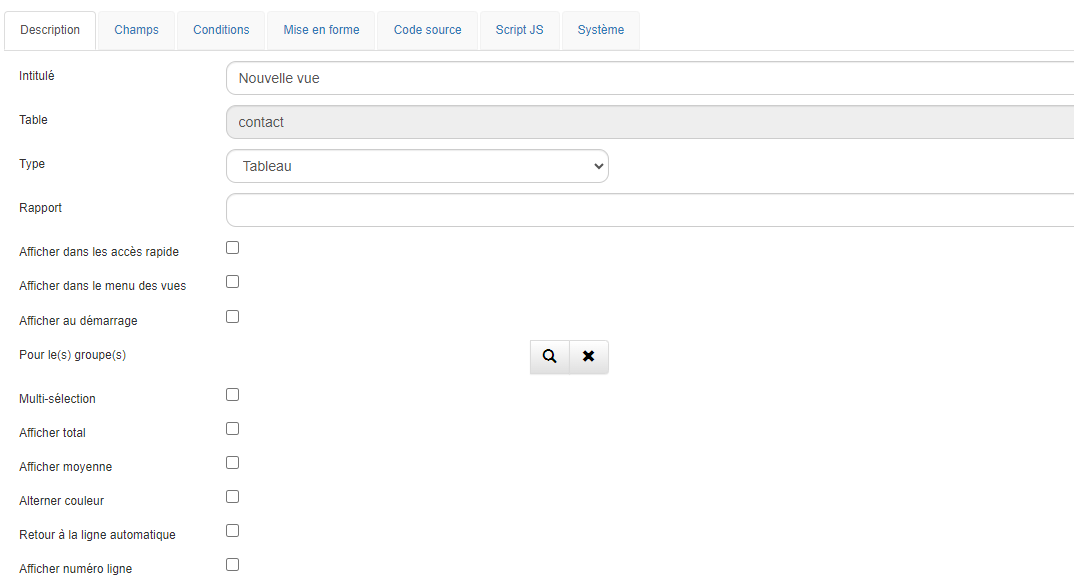 Description Champs Conditions Mise en forme Code source Script JS Système
Intitulé Nouvelle vue
Table contact
Type Tableau
Rapport
Afficher dans les accès rapide
Afficher dans le menu des vues
Afficher au démarrage
Pour le(s) groupe(s)
Multi-sélection
Afficher total
Afficher moyenne
Alterner couleur
Retour à la ligne automatique
Afficher numéro ligne